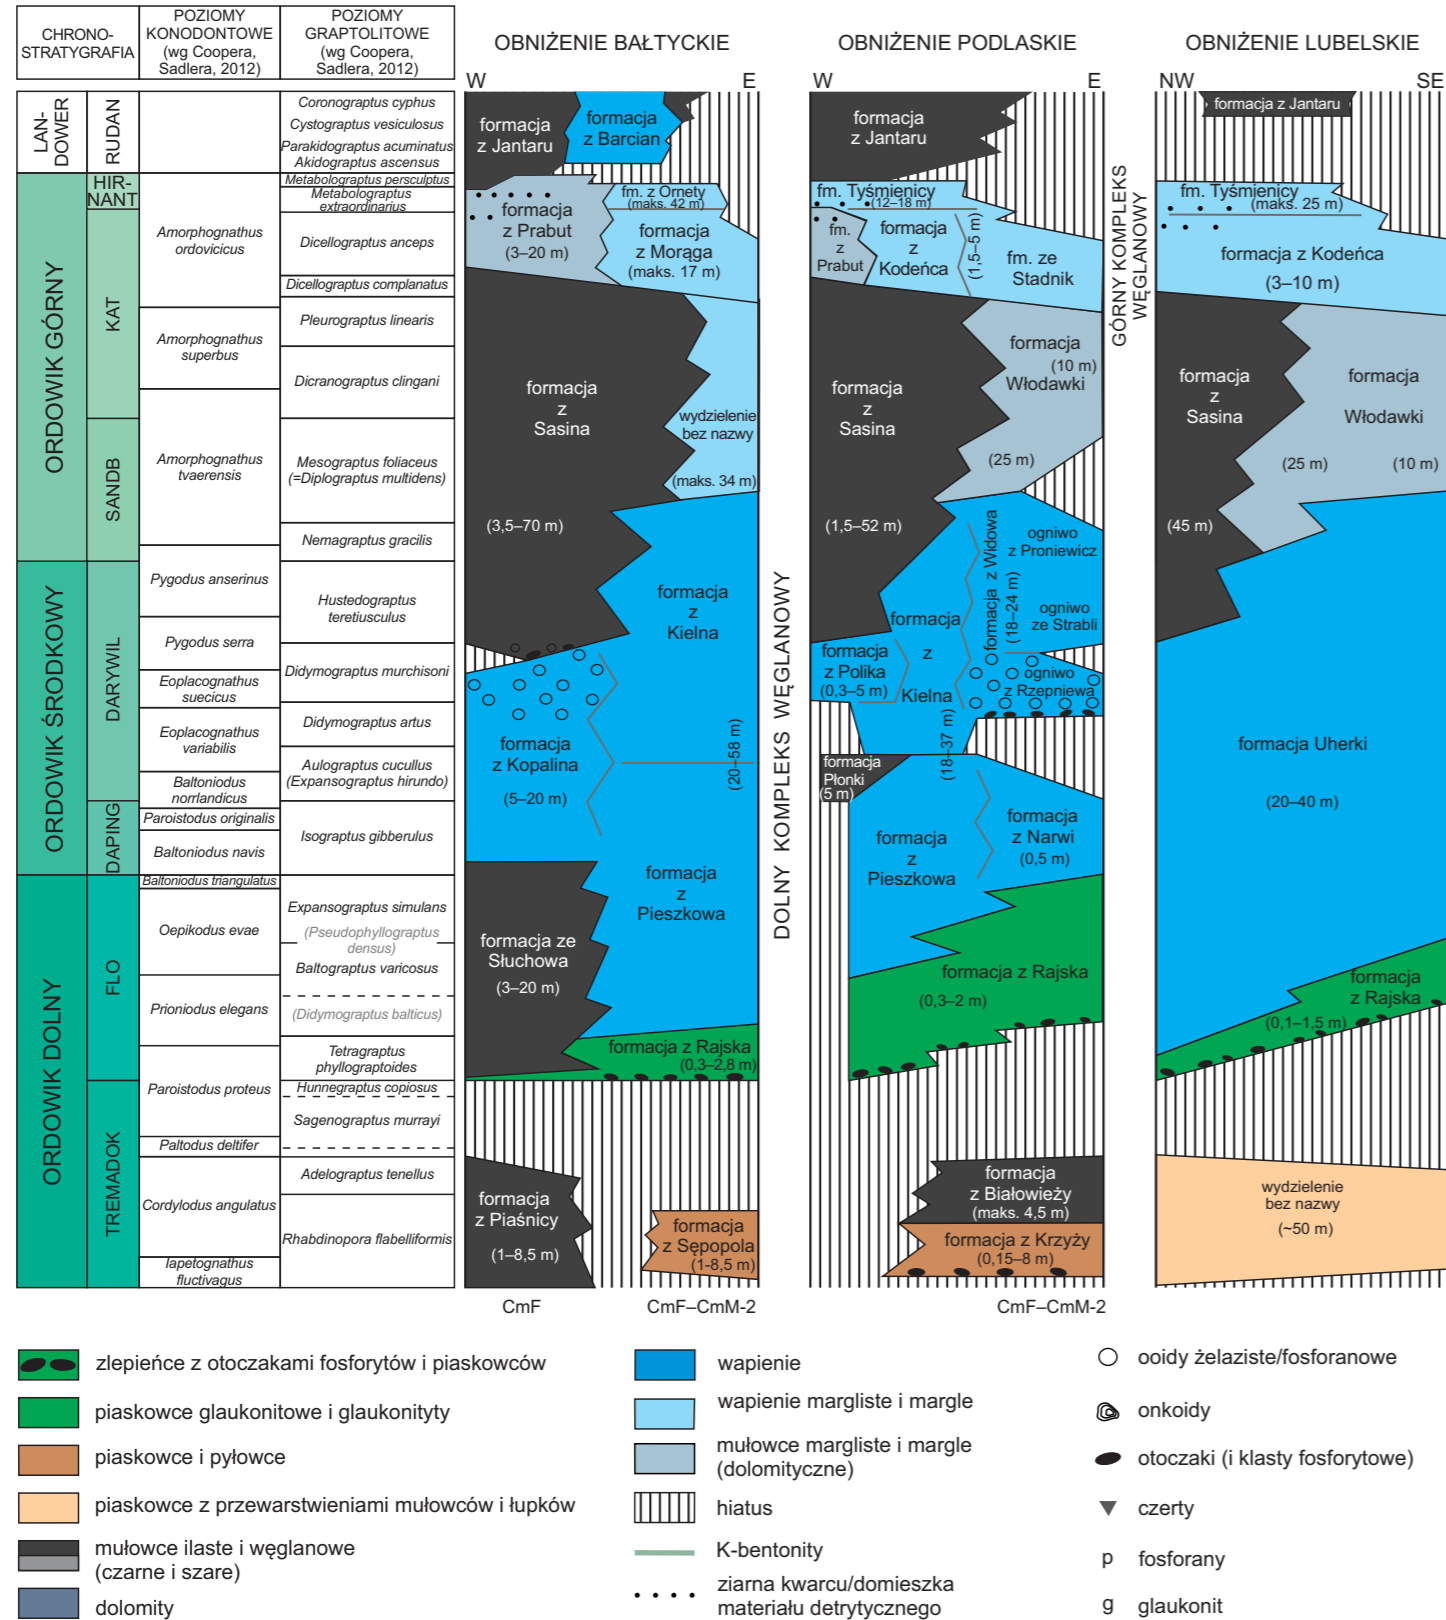 CHRONO-
STRATYGRAFIA
POZIOMY
KONODONTOWE
(wg Coopera,
Sadlera, 2012)
POZIOMY
GRAPTOLITOWE
(wg Coopera,
Sadlera, 2012)
OBNIŻENIE BAŁTYCKIE
W E
OBNIŻENIE PODLASKIE
W E
OBNIŻENIE LUBELSKIE
NW SE
LAN-
DOWER
RUDAN
ORDOWIK GÓRNY
HIR-
NANT
KAT
SANDB
ORDOWIK ŚRODKOWY
DARYWIL
DAPING
ORDOWIK DOLNY
FLO
TREMADOK
Amorphognathus
ordovicicus
Amorphognathus
superbus
Amorphognathus
tvaerensis
Pygodus anserinus
Pygodus serra
Eoplacognathus
suecicus
Eoplacognathus
variabilis
Baltoniodus
norrlandicus
Paroistodus originalis
Baltoniodus navis
Baltoniodus triangulatus
Oepikodus evae
Prioniodus elegans
Paroistodus proteus
Paltodus deltifer
Cordylodus angulatus
Iapetognathus
fluctivagus
Coronograptus cyphus
Cystograptus vesiculosus
Parakidograptus acuminatus
Akidograptus ascensus
Metabolograptus persculptus
Metabolograptus
extraordinarius
Dicellograptus anceps
Dicellograptus complanatus
Pleurograptus linearis
Dicranograptus clingani
Mesograptus foliaceus
(=Diplograptus multidens)
Nemagraptus gracilis
Hustedograptus
teretiusculus
Didymograptus murchisoni
Didymograptus artus
Aulograptus cucullus
(Expansograptus hirundo)
Isograptus gibberulus
Expansograptus simulans
(Pseudophyllograptus
densus)
Baltograptus varicosus
(Didymograptus balticus)
Tetragraptus
phyllograptoides
Hunnegraptus copiosus
Sagenograptus murrayi
Adelograptus tenellus
Rhabdinopora flabelliformis
formacja
z Jantaru
formacja
z Barcian
formacja
z Prabut
(3–20 m)
fm. z Ornety
(maks. 42 m)
formacja
z Morąga
(maks. 17 m)
formacja
z
Sasina
(3,5–70 m)
wydzielenie
bez nazwy
(maks. 34 m)
formacja
z
Kielna
formacja
z Kopalina
(5–20 m)
(20–58 m)
formacja
z
Pieszkowa
formacja ze
Słuchowa
(3–20 m)
formacja z Rajska
(0,3–2,8 m)
formacja
z Piaśnicy
(1–8,5 m)
formacja
z Sępopola
(1-8,5 m)
CmF CmF–CmM-2
DOLNY KOMPLEKS WĘGLANOWY
formacja
z Jantaru
fm. Tyśmienicy
(12–18 m)
fm.
z
Prabut
formacja
z
Kodeńca
(1,5–5 m)
fm. ze
Stadnik
formacja
z
Sasina
(1,5–52 m)
formacja
(10 m)
Włodawki
(25 m)
formacja z Widowa
(18–24 m)
ogniwo
z Proniewicz
ogniwo
ze Strabli
ogniwo
z Rzepniewa
formacja
z Polika
(0,3–5 m)
formacja
z
Kielna
(18–37 m)
formacja
Płonki
(5 m)
formacja
z
Pieszkowa
formacja
z Narwi
(0,5 m)
formacja z Rajska
(0,3–2 m)
formacja
z Białowieży
(maks. 4,5 m)
formacja z Krzyży
(0,15–8 m)
CmF–CmM-2
GÓRNY KOMPLEKS
WĘGLANOWY
formacja z Jantaru
fm. Tyśmienicy
(maks. 25 m)
formacja z Kodeńca
(3–10 m)
formacja
z
Sasina
(45 m)
formacja
Włodawki
(25 m) (10 m)
formacja Uherki
(20–40 m)
formacja
z Rajska
(0,1–1,5 m)
wydzielenie
bez nazwy
(~50 m)
zlepieńce z otoczakami fosforytów i piaskowców
piaskowce glaukonitowe i glaukonityty
piaskowce i pyłowce
piaskowce z przewarstwieniami mułowców i łupków
mułowce ilaste i węglanowe
(czarne i szare)
dolomity
wapienie
wapienie margliste i margle
mułowce margliste i margle
(dolomityczne)
hiatus
K-bentonity
ziarna kwarcu/domieszka
materiału detrytycznego
ooidy żelaziste/fosforanowe
onkoidy
otoczaki (i klasty fosforytowe)
czerty
p fosforany
g glaukonit